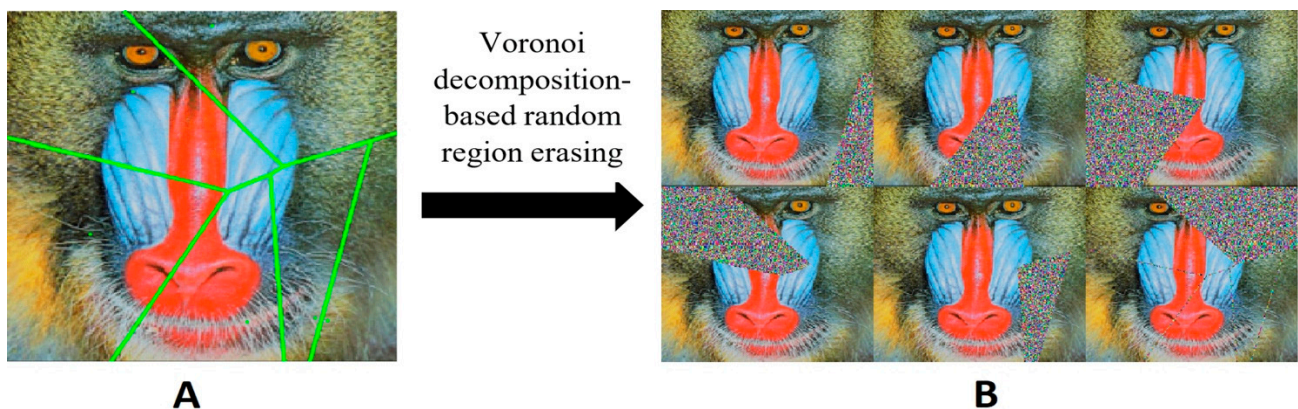 Voronoi
decomposition-
based random
region erasing
A
B